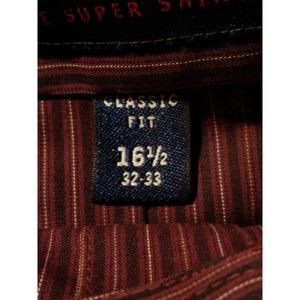 E SUPER SHIR
CLASSIC
FIT
16½
32-33